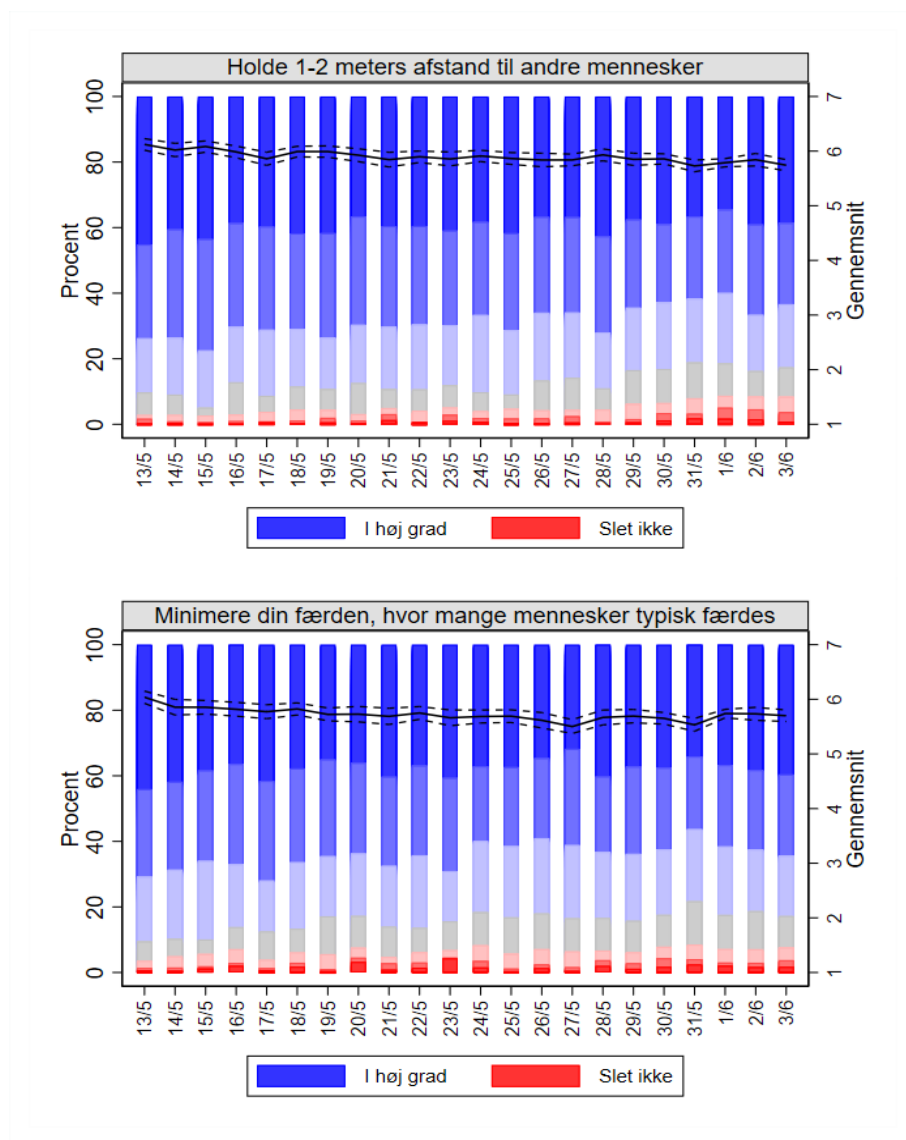 Holde 1-2 meters afstand til andre mennesker
Procent
100
80
60
40
20
0
7
6
5
4
3
2
1
Gennemsnit
13/5 14/5 15/5 16/5 17/5 18/5 19/5 20/5 21/5 22/5 23/5 24/5 25/5 26/5 27/5 28/5 29/5 30/5 31/5 1/6 2/6 3/6
I høj grad Slet ikke
Minimere din færden, hvor mange mennesker typisk færdes
Procent
100
80
60
40
20
0
7
6
5
4
3
2
1
Gennemsnit
13/5 14/5 15/5 16/5 17/5 18/5 19/5 20/5 21/5 22/5 23/5 24/5 25/5 26/5 27/5 28/5 29/5 30/5 31/5 1/6 2/6 3/6
I høj grad Slet ikke